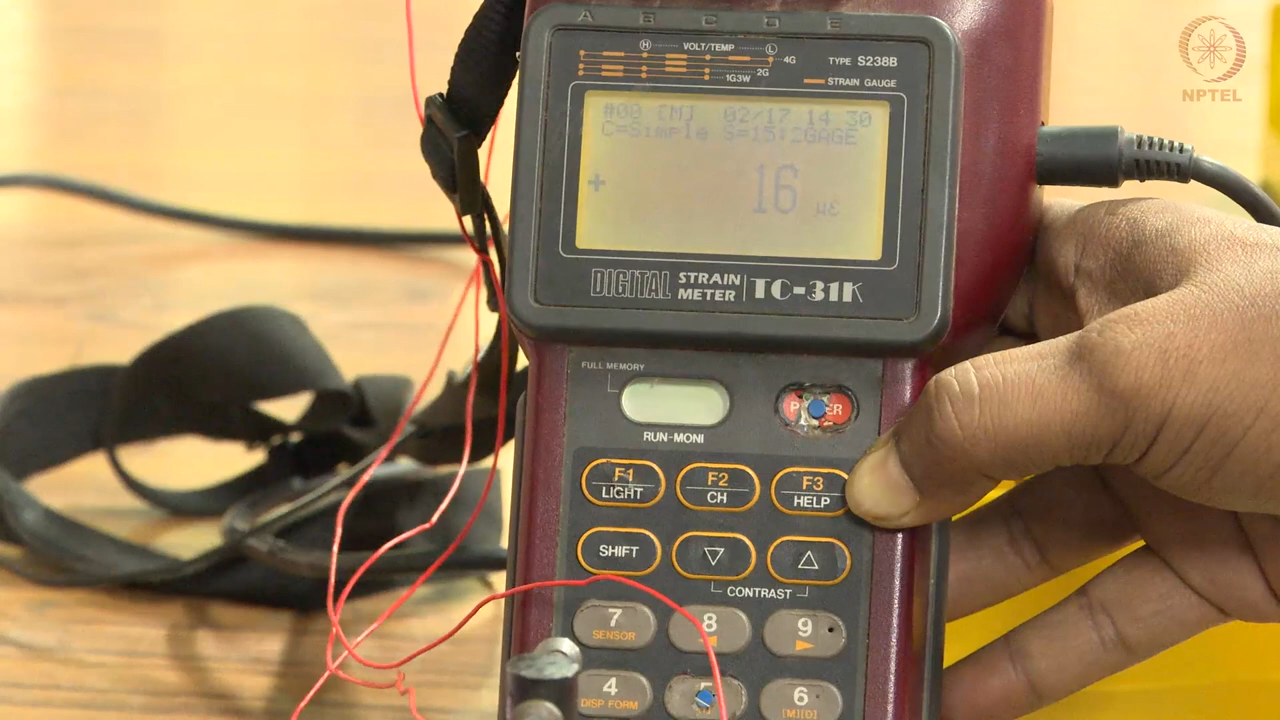 A B C D E
H VOLT/TEMP L
4G
2G
1G3W
TYPE S238B
STRAIN GAUGE
NPTEL
#00 [M] 02/17 14 30
C=Simple S=15:2GAGE
+ 16 με
DIGITAL STRAIN METER TC-31K
FULL MEMORY
RUN-MONI
POWER
F1 F2 F3
LIGHT CH HELP
SHIFT ▽ △
CONTRAST
7 8 9
SENSOR ◀ ▶
4 5 6
DISP FORM [M][D]